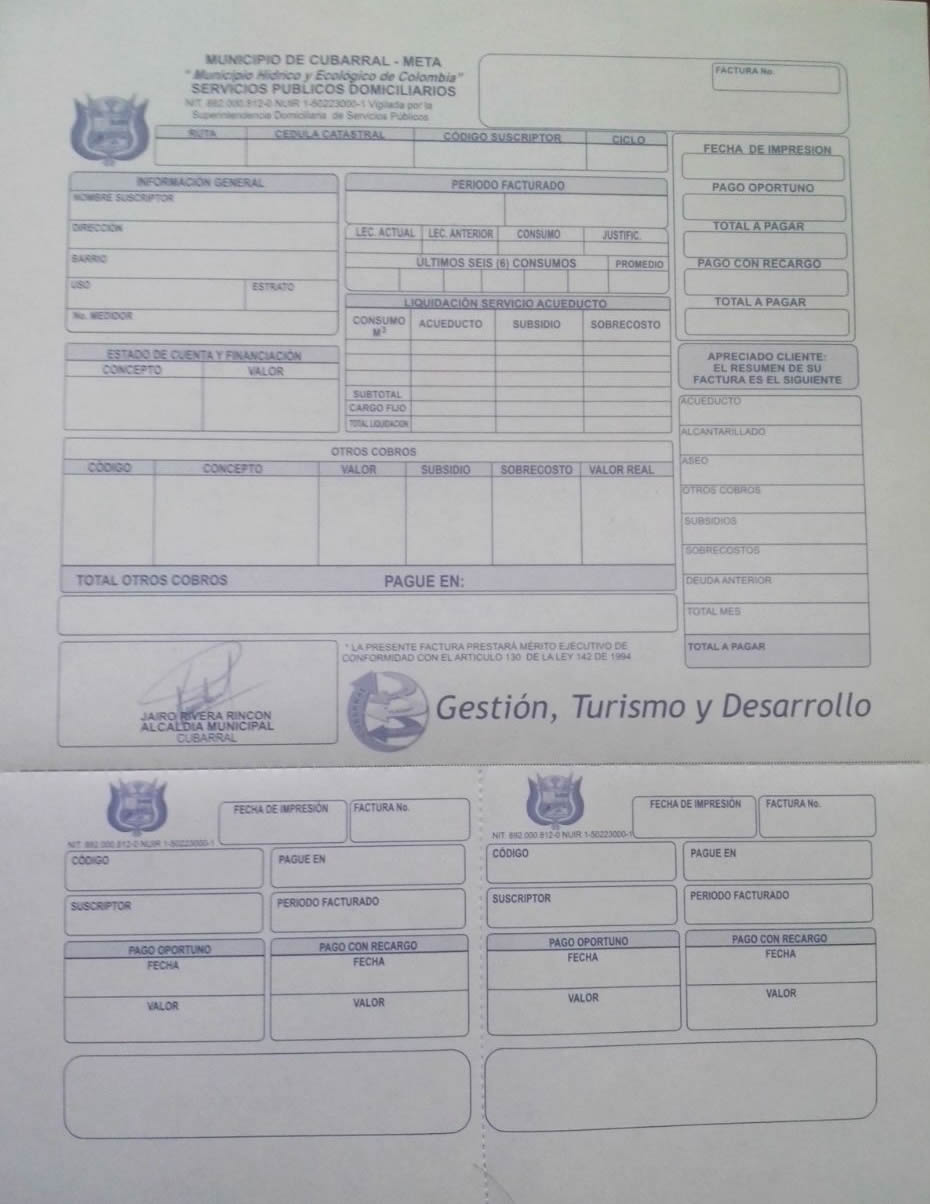 MUNICIPIO DE CUBARRAL - META
" Municipio Hídrico y Ecológico de Colombia"
SERVICIOS PUBLICOS DOMICILIARIOS
NIT. 892.000.812-0 NUIR 1-50223000-1 Vigilada por la
Superintendencia Domiciliaria de Servicios Públicos
FACTURA No.
RUTA CEDULA CATASTRAL CÓDIGO SUSCRIPTOR CICLO
FECHA DE IMPRESION
PAGO OPORTUNO
TOTAL A PAGAR
PAGO CON RECARGO
TOTAL A PAGAR
INFORMACIÓN GENERAL
NOMBRE SUSCRIPTOR
DIRECCIÓN
BARRIO
USO ESTRATO
No. MEDIDOR
PERIODO FACTURADO
LEC. ACTUAL LEC. ANTERIOR CONSUMO JUSTIFIC.
ÚLTIMOS SEIS (6) CONSUMOS PROMEDIO
LIQUIDACIÓN SERVICIO ACUEDUCTO
CONSUMO M3 ACUEDUCTO SUBSIDIO SOBRECOSTO
SUBTOTAL
CARGO FIJO
TOTAL LIQUIDACION
ESTADO DE CUENTA Y FINANCIACIÓN
CONCEPTO VALOR
APRECIADO CLIENTE:
EL RESUMEN DE SU
FACTURA ES EL SIGUIENTE
ACUEDUCTO
ALCANTARILLADO
ASEO
OTROS COBROS
SUBSIDIOS
SOBRECOSTOS
DEUDA ANTERIOR
TOTAL MES
TOTAL A PAGAR
OTROS COBROS
CÓDIGO CONCEPTO VALOR SUBSIDIO SOBRECOSTO VALOR REAL
TOTAL OTROS COBROS PAGUE EN:
JAIRO RIVERA RINCON
ALCALDIA MUNICIPAL
CUBARRAL
* LA PRESENTE FACTURA PRESTARÁ MÉRITO EJECUTIVO DE
CONFORMIDAD CON EL ARTICULO 130 DE LA LEY 142 DE 1994
Gestión, Turismo y Desarrollo
FECHA DE IMPRESIÓN FACTURA No.
NIT. 892.000.812-0 NUIR 1-50223000-1
CÓDIGO PAGUE EN
SUSCRIPTOR PERIODO FACTURADO
PAGO OPORTUNO PAGO CON RECARGO
FECHA FECHA
VALOR VALOR
FECHA DE IMPRESIÓN FACTURA No.
NIT. 892.000.812-0 NUIR 1-50223000-1
CÓDIGO PAGUE EN
SUSCRIPTOR PERIODO FACTURADO
PAGO OPORTUNO PAGO CON RECARGO
FECHA FECHA
VALOR VALOR